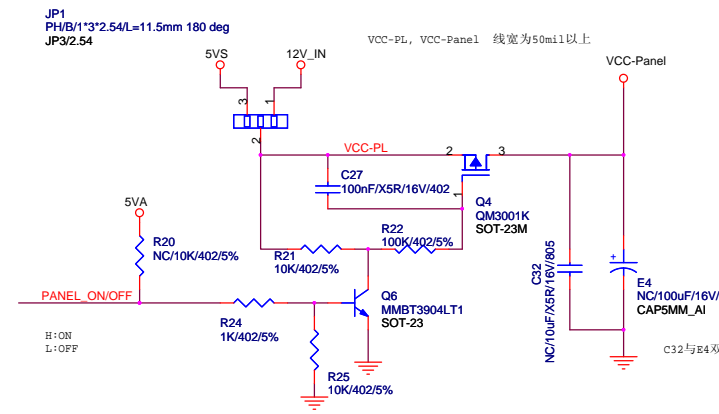 JP1
PH/B/1*3*2.54/L=11.5mm 180 deg
JP3/2.54
VCC-PL, VCC-Panel 线宽为50mil以上
5VS
12V_IN
VCC-Panel
3
1
2
VCC-PL
2
3
1
C27
100nF/X5R/16V/402
Q4
QM3001K
SOT-23M
5VA
R20
NC/10K/402/5%
R21
10K/402/5%
R22
100K/402/5%
C32
NC/10uF/X5R/16V/805
+
E4
NC/100uF/16V/
CAP5MM_AI
PANEL_ON/OFF
R24
1K/402/5%
Q6
MMBT3904LT1
SOT-23
H:ON
L:OFF
R25
10K/402/5%
C32与E4双